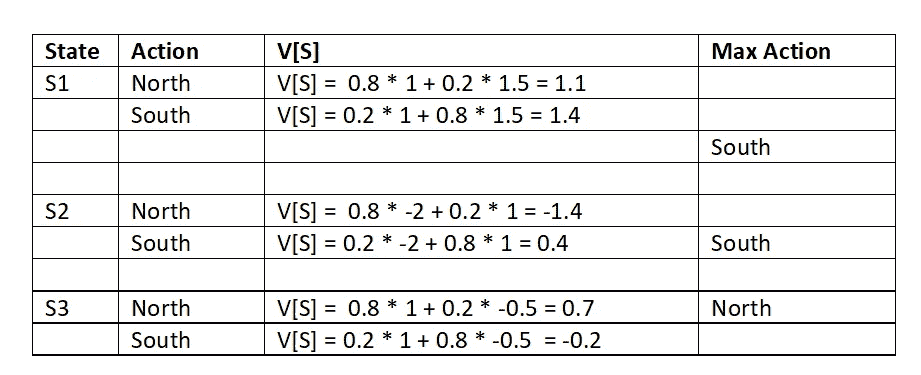 State Action V[S] Max Action
S1 North V[S] = 0.8 * 1 + 0.2 * 1.5 = 1.1
South V[S] = 0.2 * 1 + 0.8 * 1.5 = 1.4
South
S2 North V[S] = 0.8 * -2 + 0.2 * 1 = -1.4
South V[S] = 0.2 * -2 + 0.8 * 1 = 0.4 South
S3 North V[S] = 0.8 * 1 + 0.2 * -0.5 = 0.7 North
South V[S] = 0.2 * 1 + 0.8 * -0.5 = -0.2